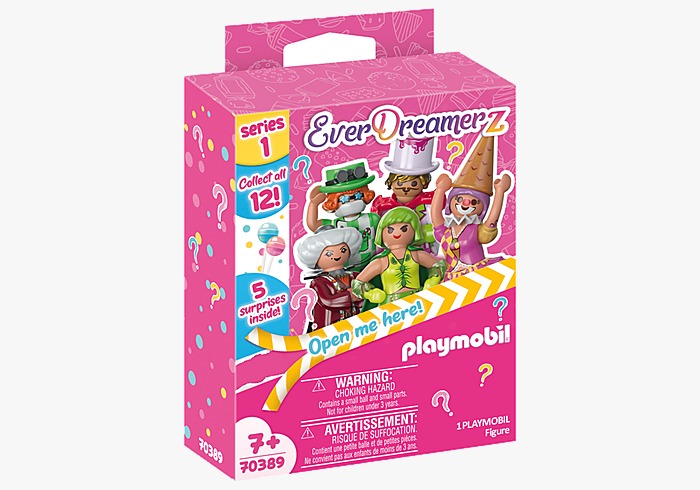 series
1
Collect all
12!
5
surprises
inside!
EverDreamerz
Open me here!
playmobil
WARNING:
CHOKING HAZARD
Contains a small ball and small parts.
Not for children under 3 years.
AVERTISSEMENT:
RISQUE DE SUFFOCATION.
Contient une petite balle et de petites pièces.
Ne convient pas aux enfants de moins de 3 ans.
1 PLAYMOBIL
Figure
7+
70389
70389